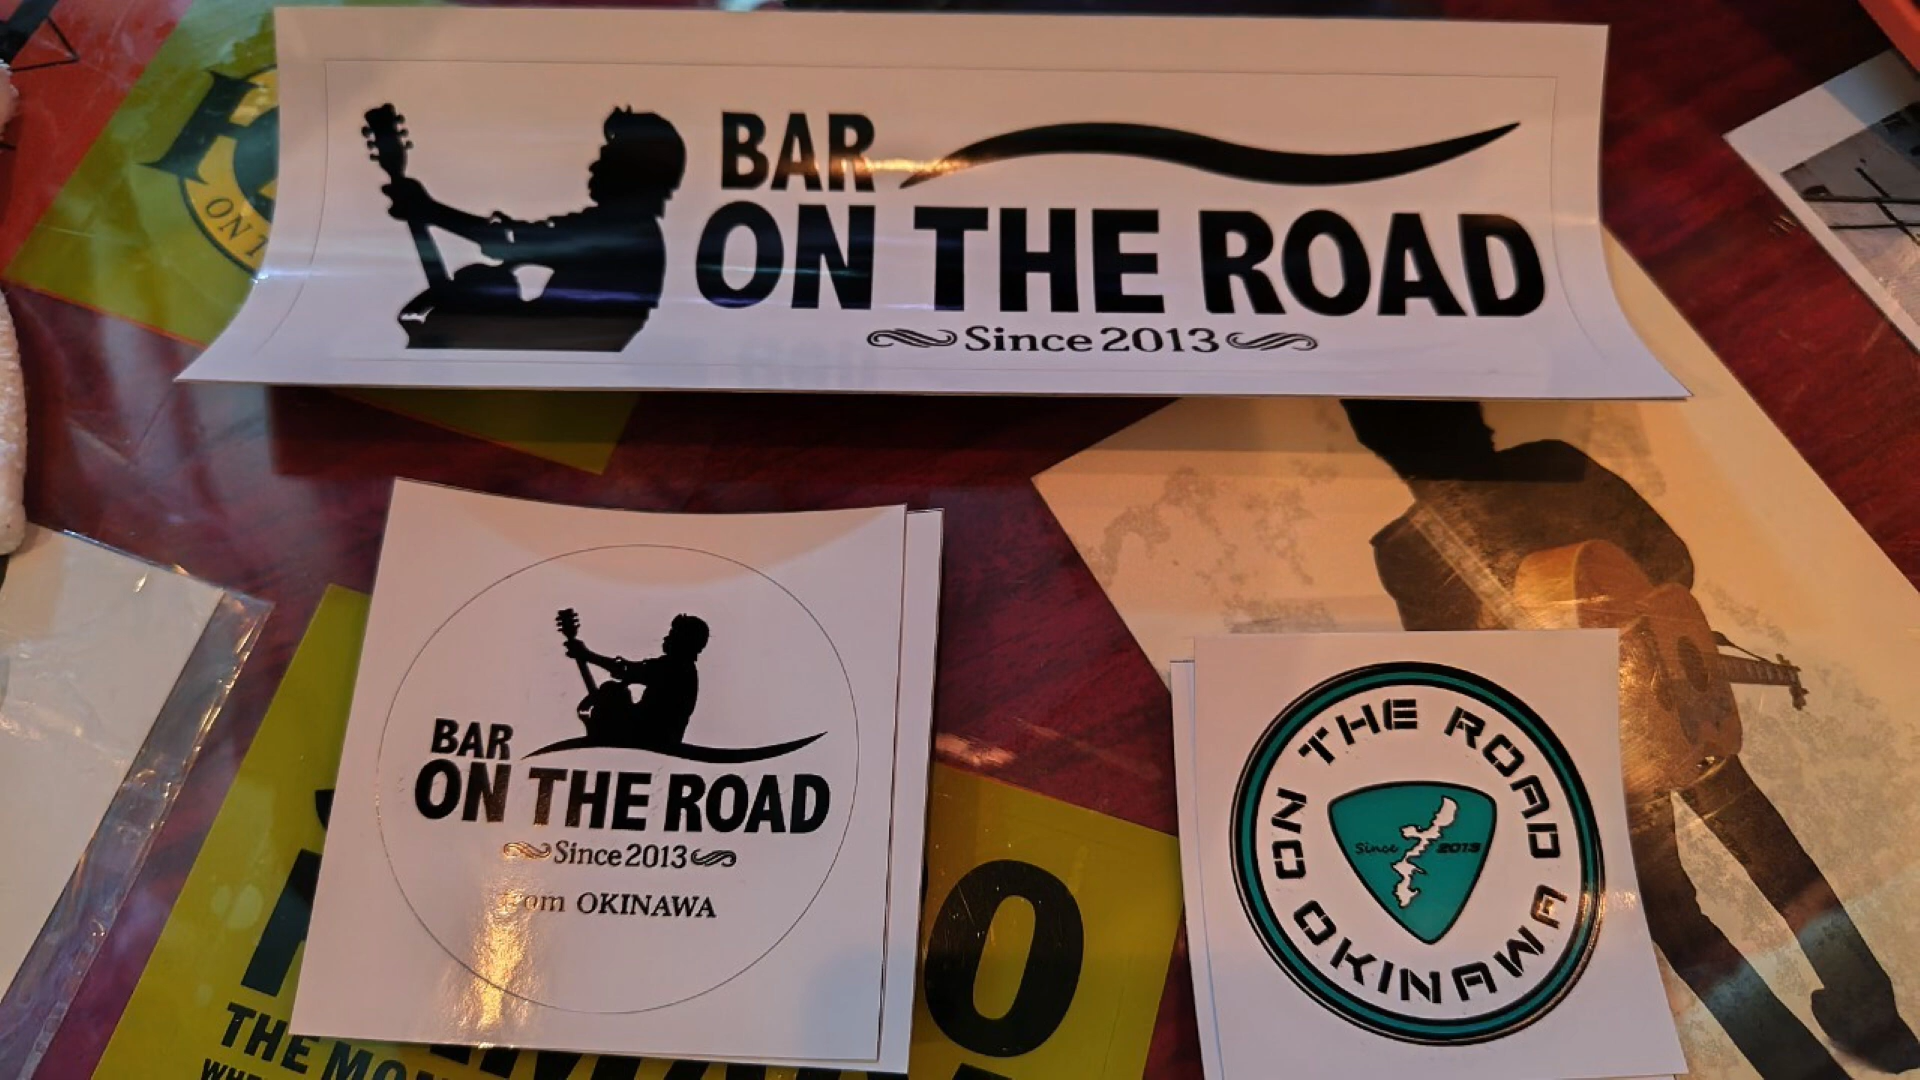 BAR
ON THE ROAD
Since 2013
BAR
ON THE ROAD
Since 2013
from OKINAWA
ON THE ROAD
Since 2013
OKINAWA
THE